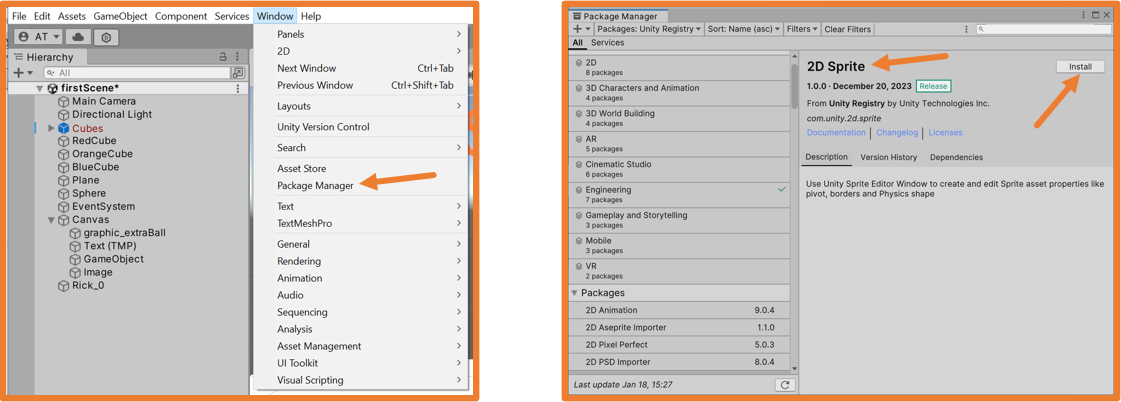 File Edit Assets GameObject Component Services Window Help
AT
Hierarchy
All
firstScene*
Main Camera
Directional Light
Cubes
RedCube
OrangeCube
BlueCube
Plane
Sphere
EventSystem
Canvas
graphic_extraBall
Text (TMP)
GameObject
Image
Rick_0
Panels
2D
Next Window Ctrl+Tab
Previous Window Ctrl+Shift+Tab
Layouts
Unity Version Control
Search
Asset Store
Package Manager
Text
TextMeshPro
General
Rendering
Animation
Audio
Sequencing
Analysis
Asset Management
UI Toolkit
Visual Scripting
Package Manager
Packages: Unity Registry Sort: Name (asc) Filters Clear Filters
All Services
2D
8 packages
3D Characters and Animation
4 packages
3D World Building
4 packages
AR
5 packages
Cinematic Studio
6 packages
Engineering
7 packages
Gameplay and Storytelling
3 packages
Mobile
3 packages
VR
2 packages
Packages
2D Animation 9.0.4
2D Aseprite Importer 1.1.0
2D Pixel Perfect 5.0.3
2D PSD Importer 8.0.4
Last update Jan 18, 15:27
2D Sprite
Install
1.0.0 · December 20, 2023 Release
From Unity Registry by Unity Technologies Inc.
com.unity.2d.sprite
Documentation Changelog Licenses
Description Version History Dependencies
Use Unity Sprite Editor Window to create and edit Sprite asset properties like
pivot, borders and Physics shape